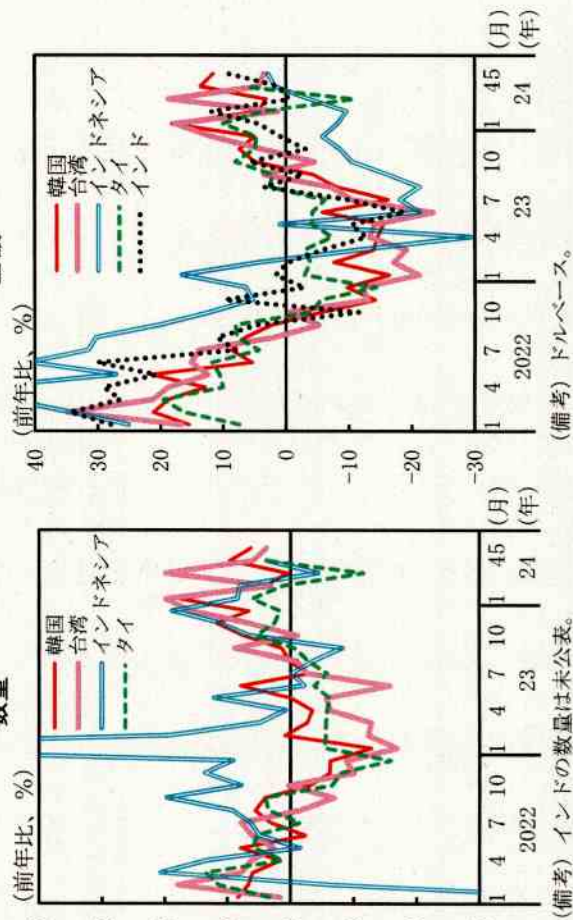 数量
(前年比、%)
韓国
台湾
インドネシア
タイ
1 4 7 10 1 4 7 10 1 45 (月)
2022 23 24 (年)
(備考) インドの数量は未公表。
(前年比、%)
40
30
20
10
0
-10
-20
-30
韓国
台湾
インドネシア
タイ
インド
1 4 7 10 1 4 7 10 1 45 (月)
2022 23 24 (年)
(備考) ドルベース。